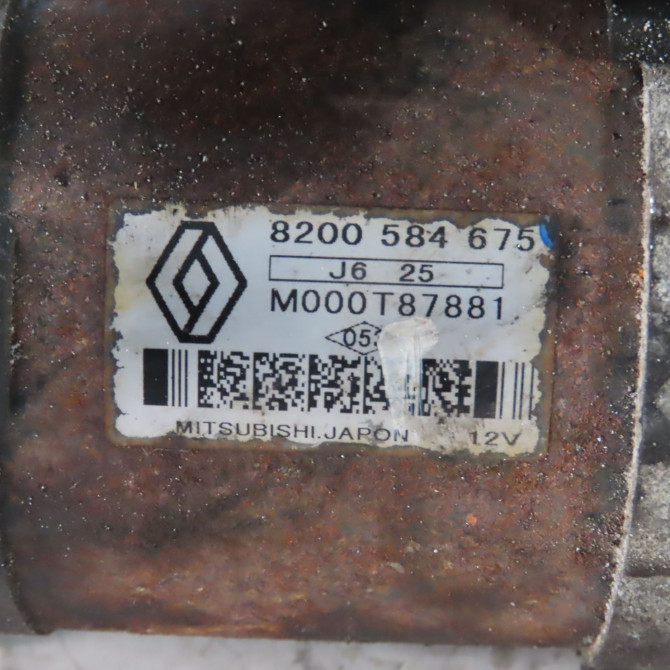 8200 584 675
J6 25
M000T87881
MITSUBISHI.JAPON 12V